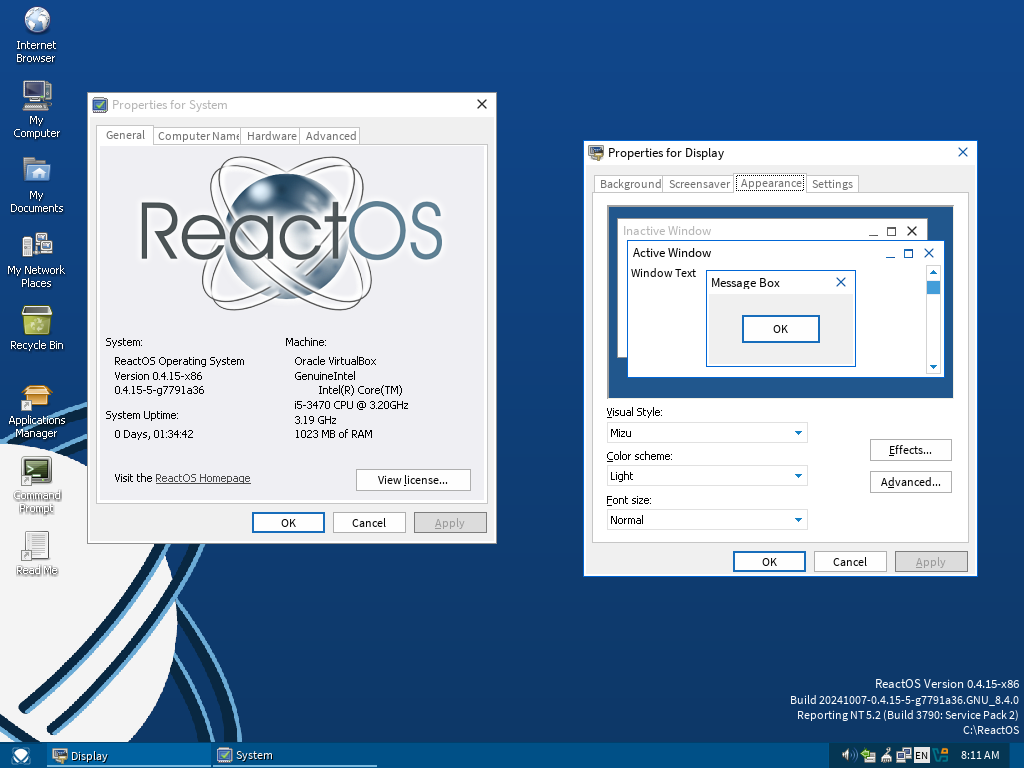 Internet
Browser
My
Computer
My
Documents
My Network
Places
Recycle Bin
Applications
Manager
Command
Prompt
Read Me
Properties for System
General
Computer Name
Hardware
Advanced
ReactOS
System:
ReactOS Operating System
Version 0.4.15-x86
0.4.15-5-g7791a36
System Uptime:
0 Days, 01:34:42
Machine:
Oracle VirtualBox
GenuineIntel
Intel(R) Core(TM)
i5-3470 CPU @ 3.20GHz
3.19 GHz
1023 MB of RAM
Visit the ReactOS Homepage
View license...
OK
Cancel
Apply
Properties for Display
Background
Screensaver
Appearance
Settings
Inactive Window
Active Window
Window Text
Message Box
OK
Visual Style:
Mizu
Color scheme:
Light
Font size:
Normal
Effects...
Advanced...
OK
Cancel
Apply
ReactOS Version 0.4.15-x86
Build 20241007-0.4.15-5-g7791a36.GNU_8.4.0
Reporting NT 5.2 (Build 3790: Service Pack 2)
C:\ReactOS
Display
System
EN
8:11 AM